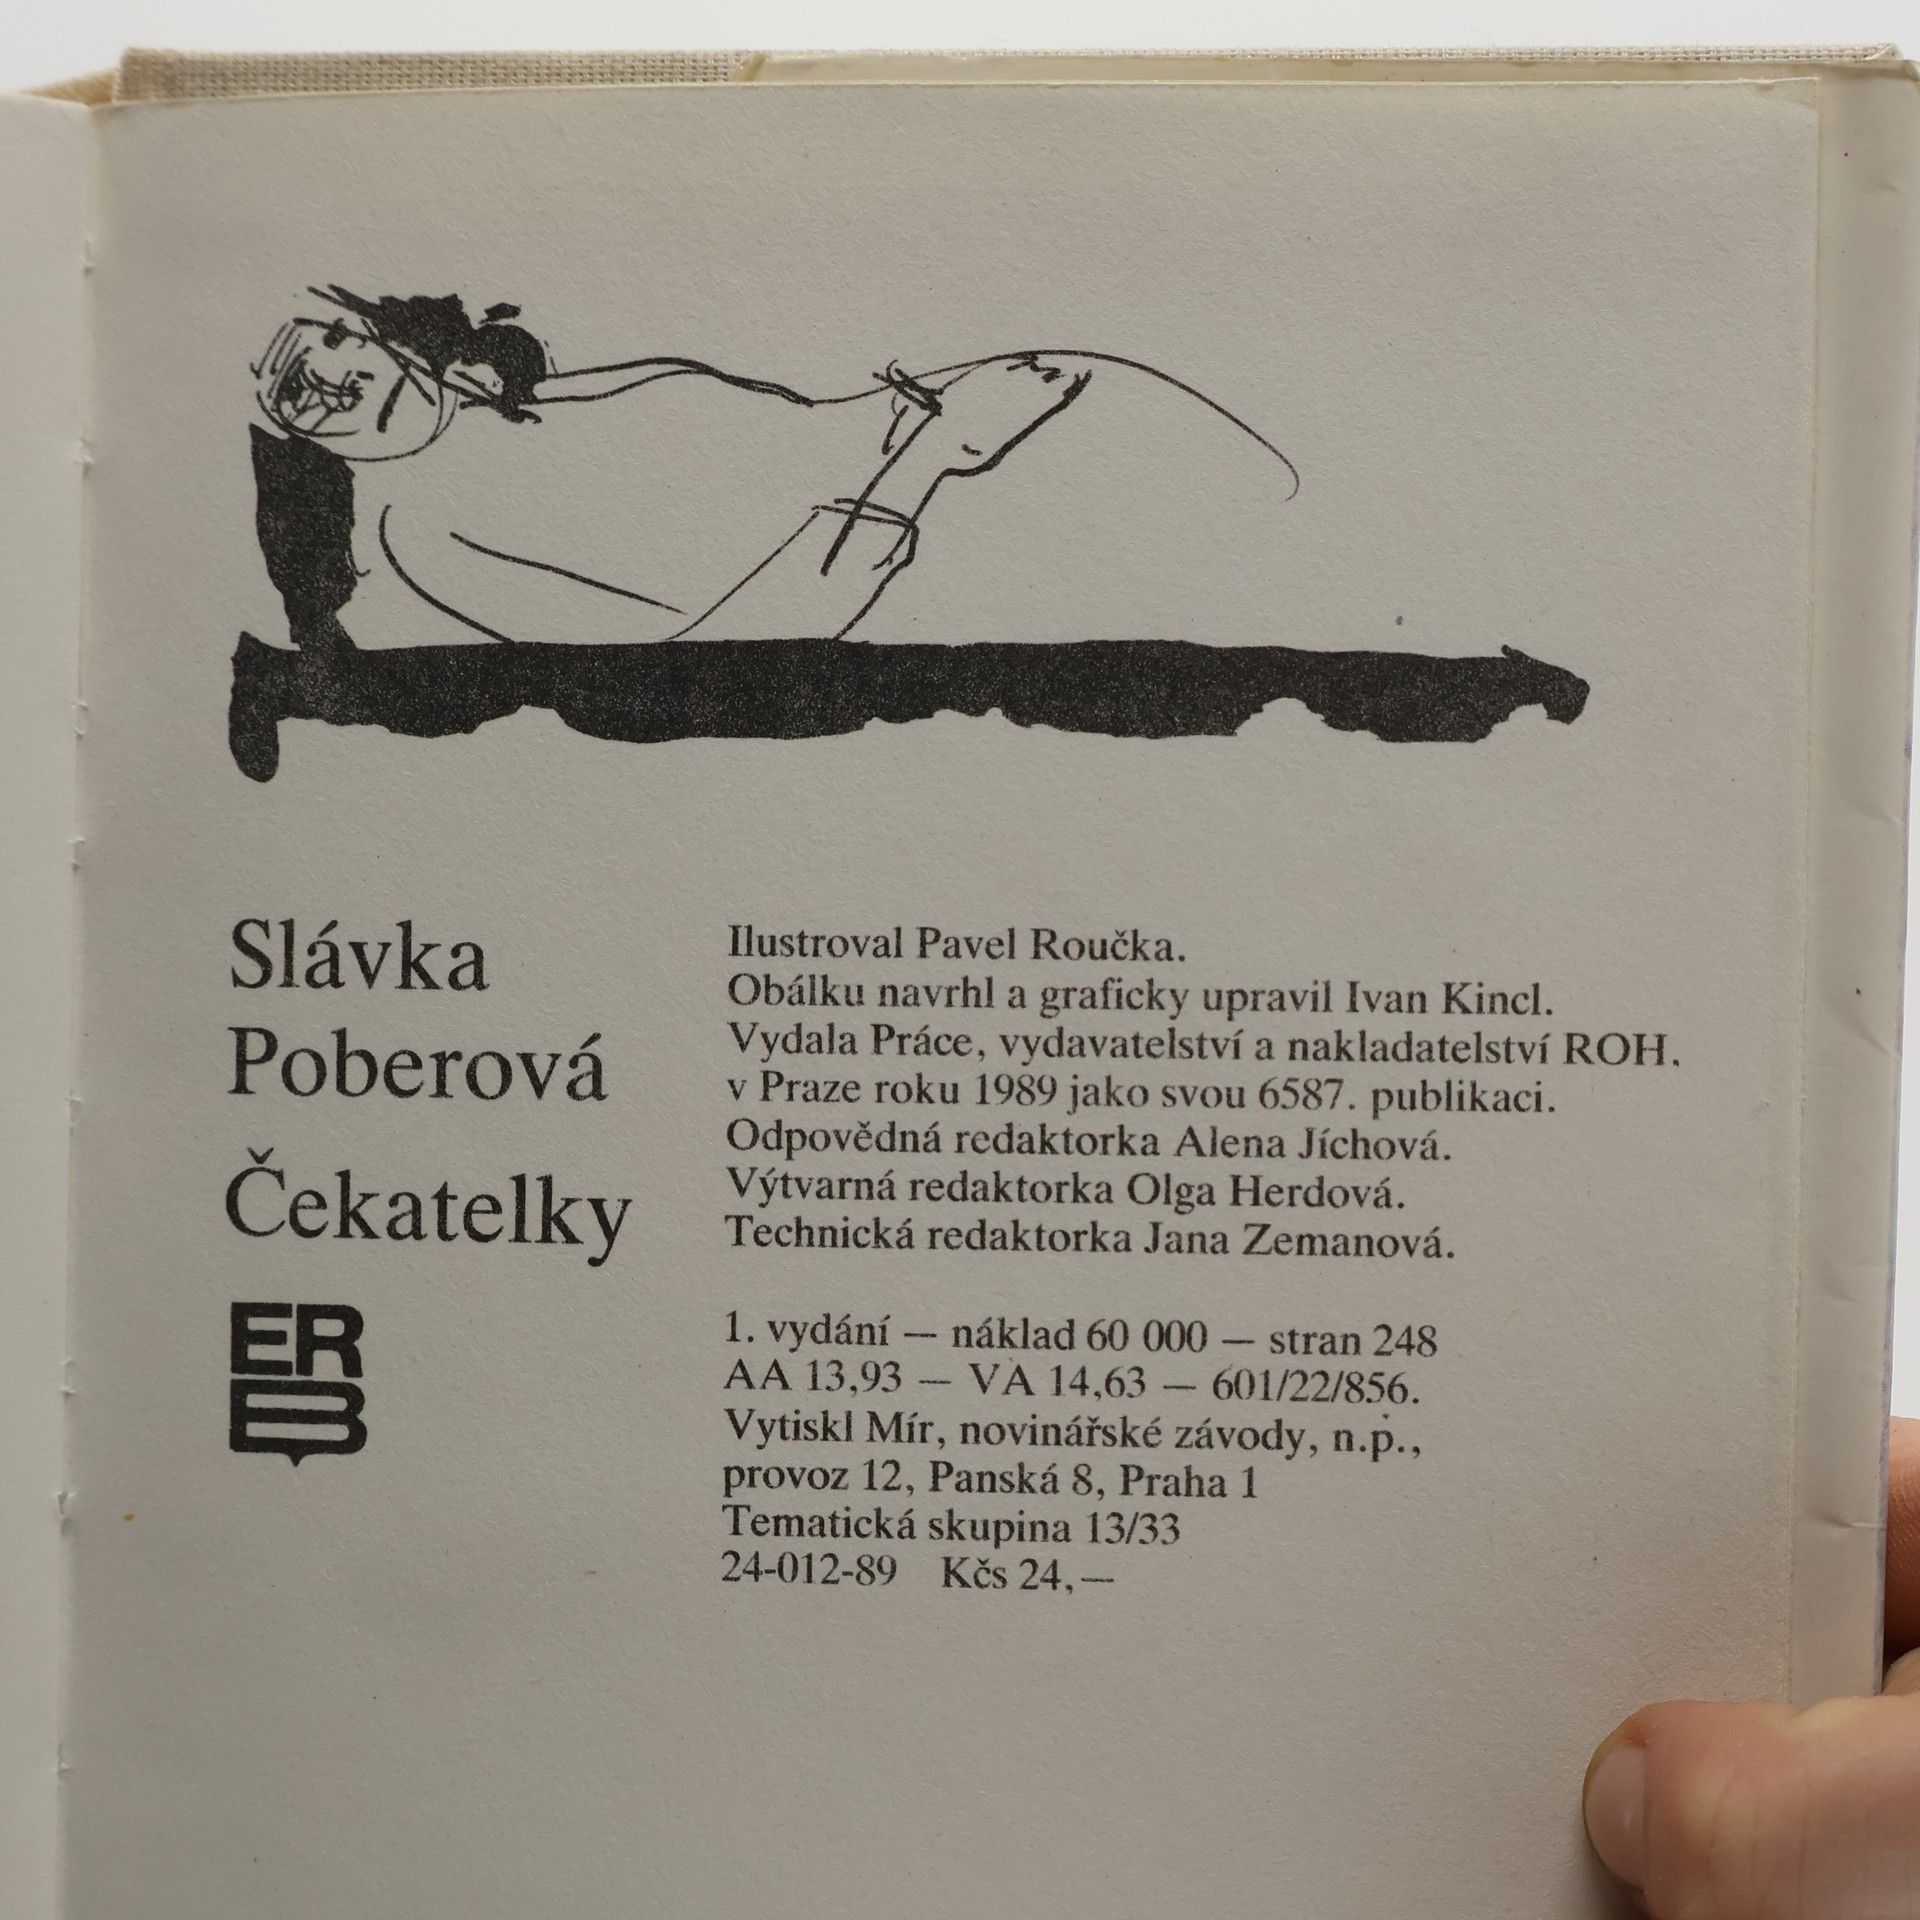 Slávka
Poberová
Čekatelky
ER
B
Ilustroval Pavel Roučka.
Obálku navrhl a graficky upravil Ivan Kincl.
Vydala Práce, vydavatelství a nakladatelství ROH.
v Praze roku 1989 jako svou 6587. publikaci.
Odpovědná redaktorka Alena Jíchová.
Výtvarná redaktorka Olga Herdová.
Technická redaktorka Jana Zemanová.
1. vydání — náklad 60 000 — stran 248
AA 13,93 — VA 14,63 — 601/22/856.
Vytiskl Mír, novinářské závody, n.p.,
provoz 12, Panská 8, Praha 1
Tematická skupina 13/33
24-012-89 Kčs 24,—